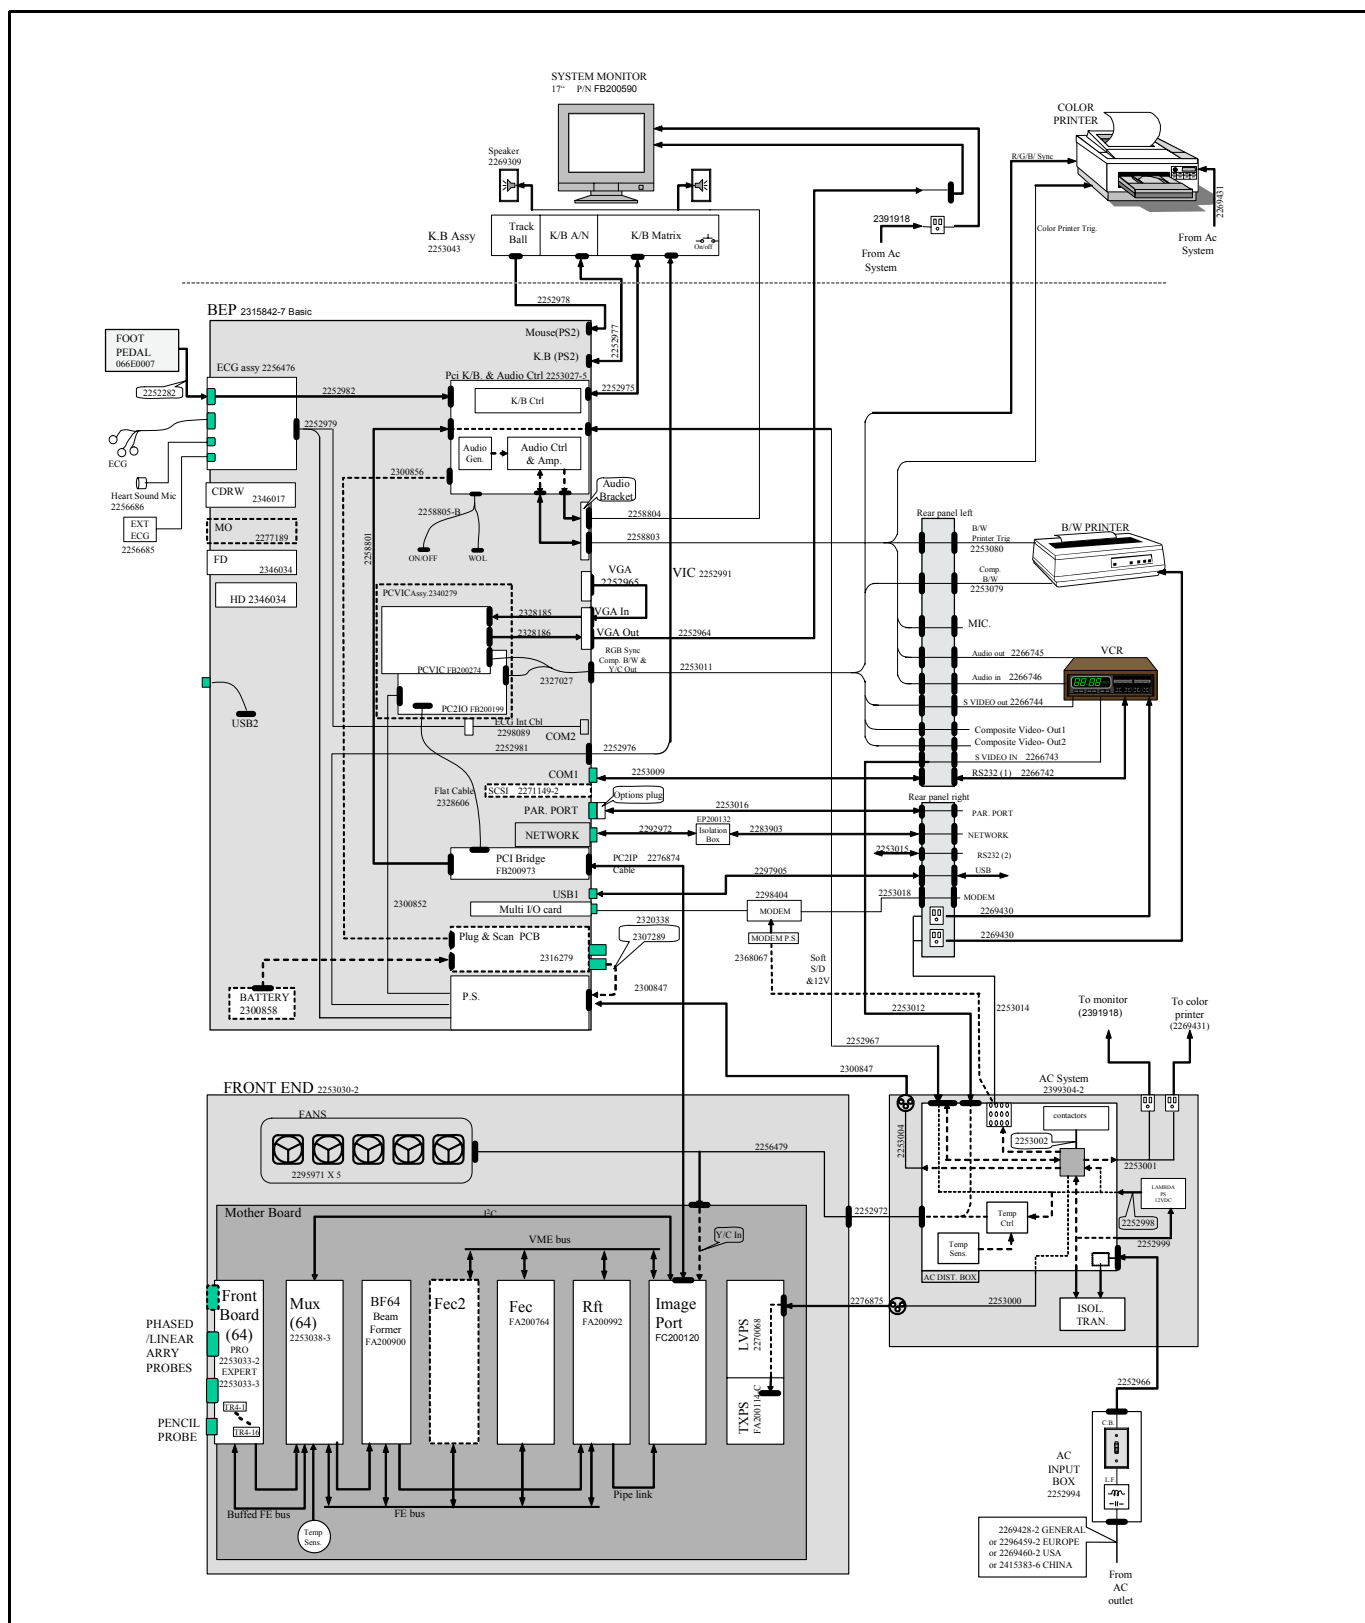 SYSTEM MONITOR
17" P/N FB200590
COLOR
PRINTER
Speaker
2269309
R/G/B/ Sync
2269431
K.B Assy
2253043
Track
Ball
K/B A/N
K/B Matrix
On/off
2391918
From Ac
System
Color Printer Trig.
From Ac
System
BEP 2315842-7 Basic
2252978
2252977
FOOT
PEDAL
066E0007
Mouse(PS2)
K.B (PS2)
ECG assy 2256476
Pci K/B. & Audio Ctrl 2253027-5
2252282
2252982
2252975
K/B Ctrl
2252979
ECG
Audio
Gen.
Audio Ctrl
& Amp.
2300856
Heart Sound Mic
2256686
CDRW
2346017
Audio
Bracket
EXT
ECG
2256685
MO
2277189
2258805-B
2258804
2258801
2258803
ON/OFF
WOL
FD
2346034
HD 2346034
Rear panel left
B/W
Printer Trig
2253080
B/W PRINTER
Comp.
B/W
2253079
VGA
2252965
VIC 2252991
PCVICAssy.2340279
2328185
VGA In
2328186
VGA Out
2252964
MIC.
RGB Sync
Comp. B/W &
Y/C Out
2253011
PCVIC FB200274
2327027
Audio out 2266745
VCR
Audio in 2266746
PC2IO FB200199
S VIDEO out 2266744
USB2
ECG Int Cbl
2298089
COM2
Composite Video- Out1
Composite Video- Out2
2252981
2252976
S VIDEO IN 2266743
COM1
2253009
RS232 (1) 2266742
Flat Cable
2328606
SCSI 2271149-2
Options plug
Rear panel right
PAR. PORT
2253016
PAR. PORT
EP200132
NETWORK
2292972
Isolation
Box
2283903
NETWORK
2253015
RS232 (2)
PCI Bridge
FB200973
PC2IP 2276874
Cable
2297905
USB
USB1
2298404
2253018
MODEM
2300852
Multi I/O card
MODEM
2269430
2320338
Plug & Scan PCB
2307289
MODEM P.S.
2269430
2316279
2368067
Soft
S/D
&12V
BATTERY
2300858
P.S.
2300847
2253012
2253014
To monitor
(2391918)
To color
printer
(2269431)
2252967
2300847
FRONT END 2253030-2
AC System
2399304-2
FANS
contactors
2253004
2253002
2256479
2253001
2295971 X 5
LAMBDA
PS
12VDC
Mother Board
I²C
2252972
Temp
Ctrl
2252998
Y/C In
2252999
VME bus
Temp
Sens.
AC DIST. BOX
Front
Board
(64)
PRO
2253033-2
EXPERT
2253033-3
Mux
(64)
2253038-3
BF64
Beam
Former
FA200900
Fec2
Fec
FA200764
Rft
FA200992
Image
Port
FC200120
LVPS
2270068
2276875
2253000
ISOL.
TRAN.
PHASED
/LINEAR
ARRY
PROBES
TXPS
FA200114-C
2252966
TR4-1
PENCIL
PROBE
TR4-16
C.B.
AC
INPUT
BOX
2252994
L.F.
Pipe link
Buffed FE bus
FE bus
Temp
Sens.
2269428-2 GENERAL
or 2296459-2 EUROPE
or 2269460-2 USA
or 2415383-6 CHINA
From
AC
outlet